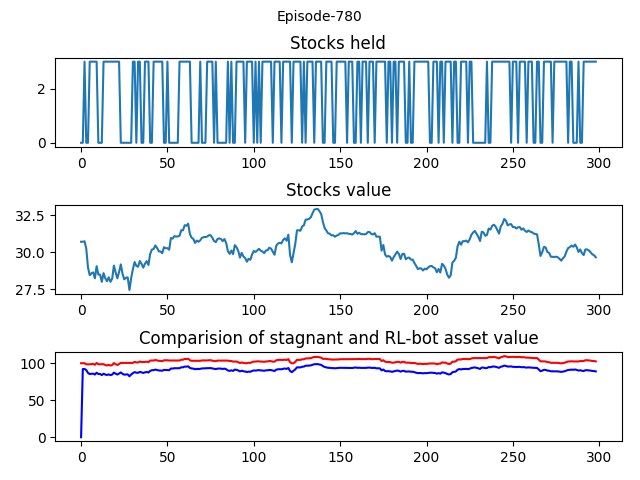 Episode-780
Stocks held
2
0
0 50 100 150 200 250 300
Stocks value
32.5
30.0
27.5
0 50 100 150 200 250 300
Comparision of stagnant and RL-bot asset value
100
50
0
0 50 100 150 200 250 300